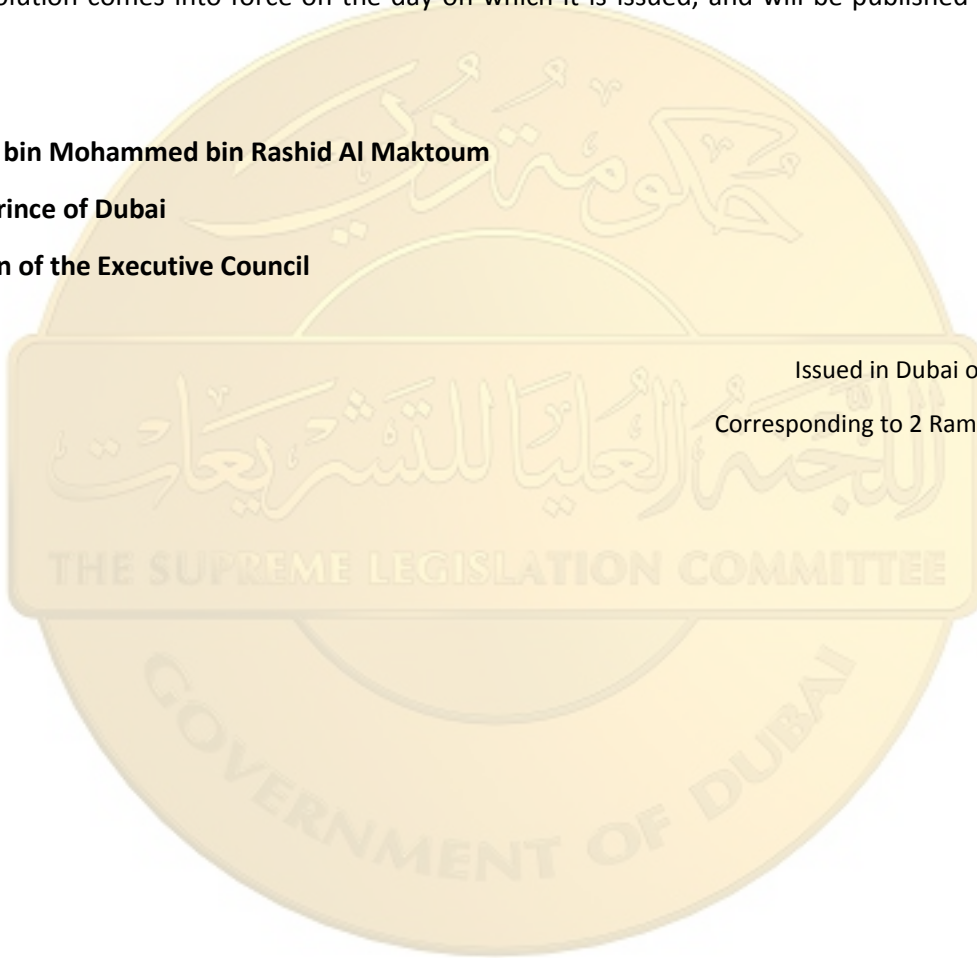 olution comes into force on the day on which it is issued, and will be published
bin Mohammed bin Rashid Al Maktoum
حكومة دبي
rince of Dubai
n of the Executive Council
Issued in Dubai o
Corresponding to 2 Ram
اللجنة العليا للتشريعات
THE SUPREME LEGISLATION COMMITTEE
GOVERNMENT OF DUBAI